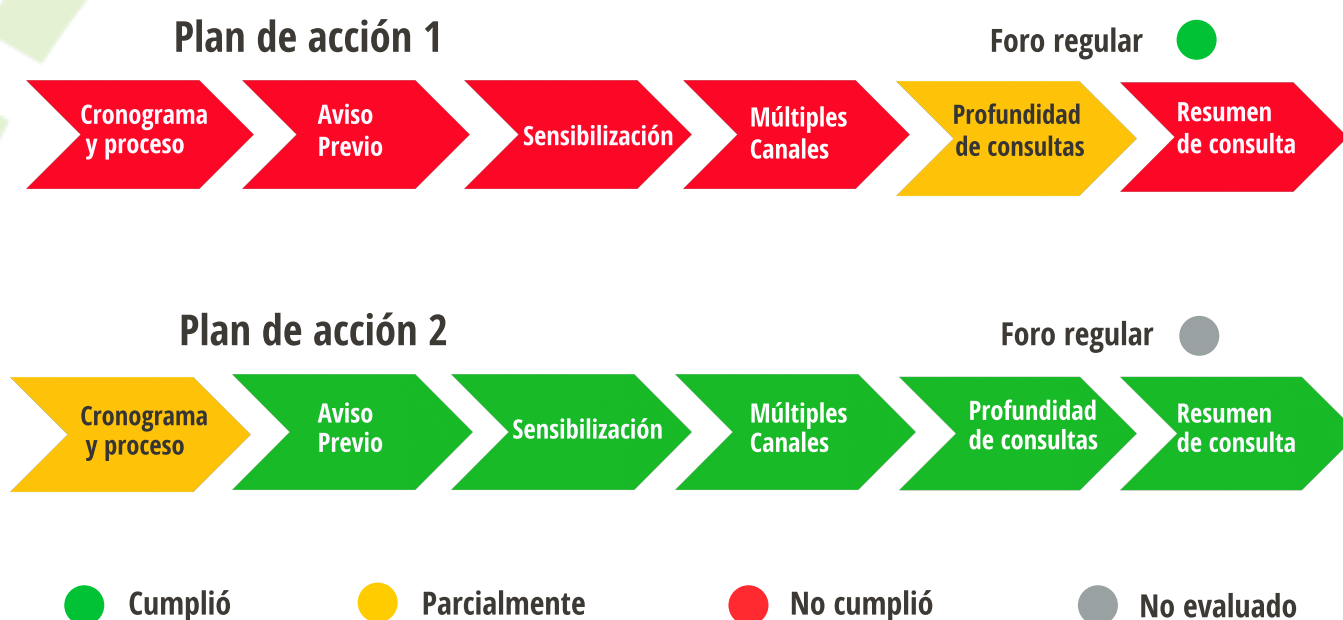 Plan de acción 1
Foro regular
Cronograma
y proceso
Aviso
Previo
Sensibilización
Múltiples
Canales
Profundidad
de consultas
Resumen
de consulta
Plan de acción 2
Foro regular
Cronograma
y proceso
Aviso
Previo
Sensibilización
Múltiples
Canales
Profundidad
de consultas
Resumen
de consulta
Cumplió
Parcialmente
No cumplió
No evaluado